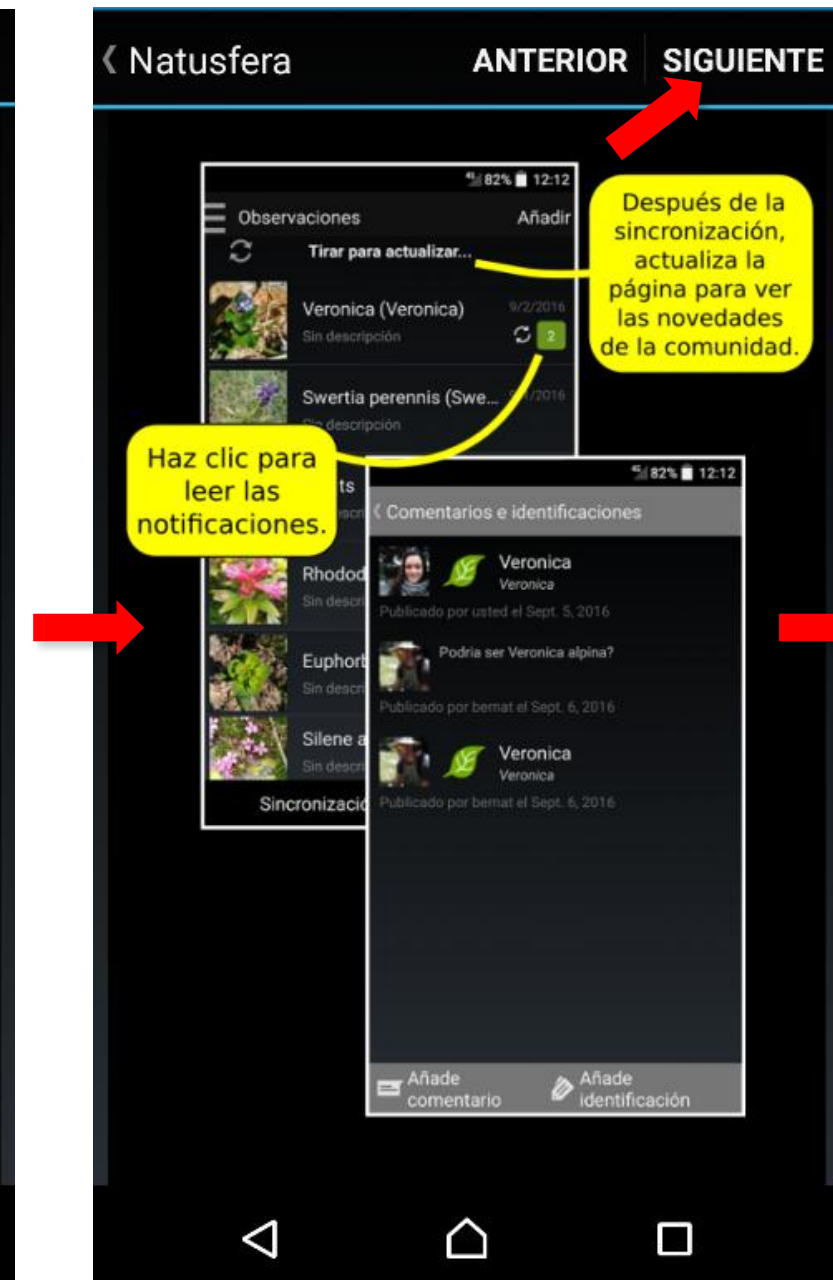 Natusfera
ANTERIOR
SIGUIENTE
82%
12:12
Observaciones
Añadir
Tirar para actualizar...
Después de la
sincronización,
actualiza la
página para ver
las novedades
de la comunidad.
Veronica (Veronica)
9/2/2016
Sin descripción
2
Swertia perennis (Swe...
/2016
descripción
Haz clic para
leer las
notificaciones.
ts
descri
Rhodod
Sin descri
Euphorb
Sin descri
Silene a
Sin descri
Sincronizació
82%
12:12
Comentarios e identificaciones
Veronica
Veronica
Publicado por usted el Sept. 5, 2016
Podria ser Veronica alpina?
Publicado por bernat el Sept. 6, 2016
Veronica
Veronica
Publicado por bernat el Sept. 6, 2016
Añade
comentario
Añade
identificación